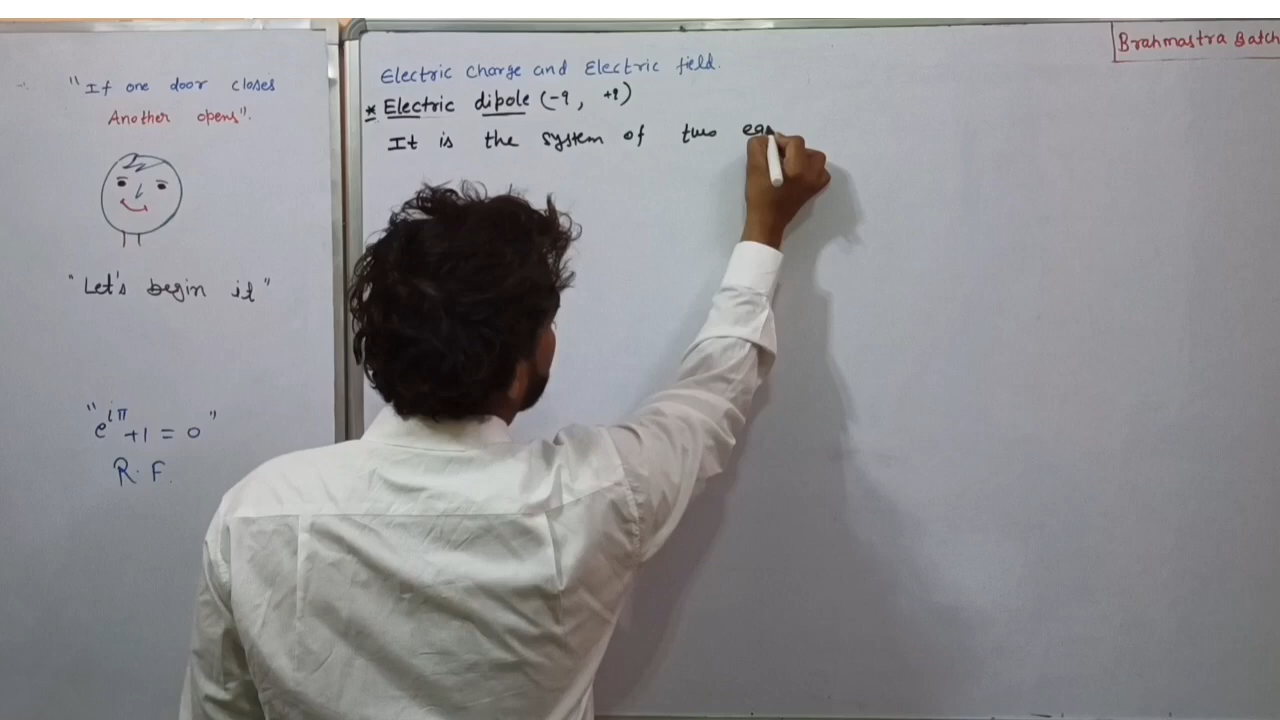 "If one door closes
Another opens".
"Let's begin it"
"e^iπ +1 = 0"
R. F.
Brahmastra Batch
Electric Charge and Electric field.
* Electric dipole (-q, +q)
It is the system of two eq